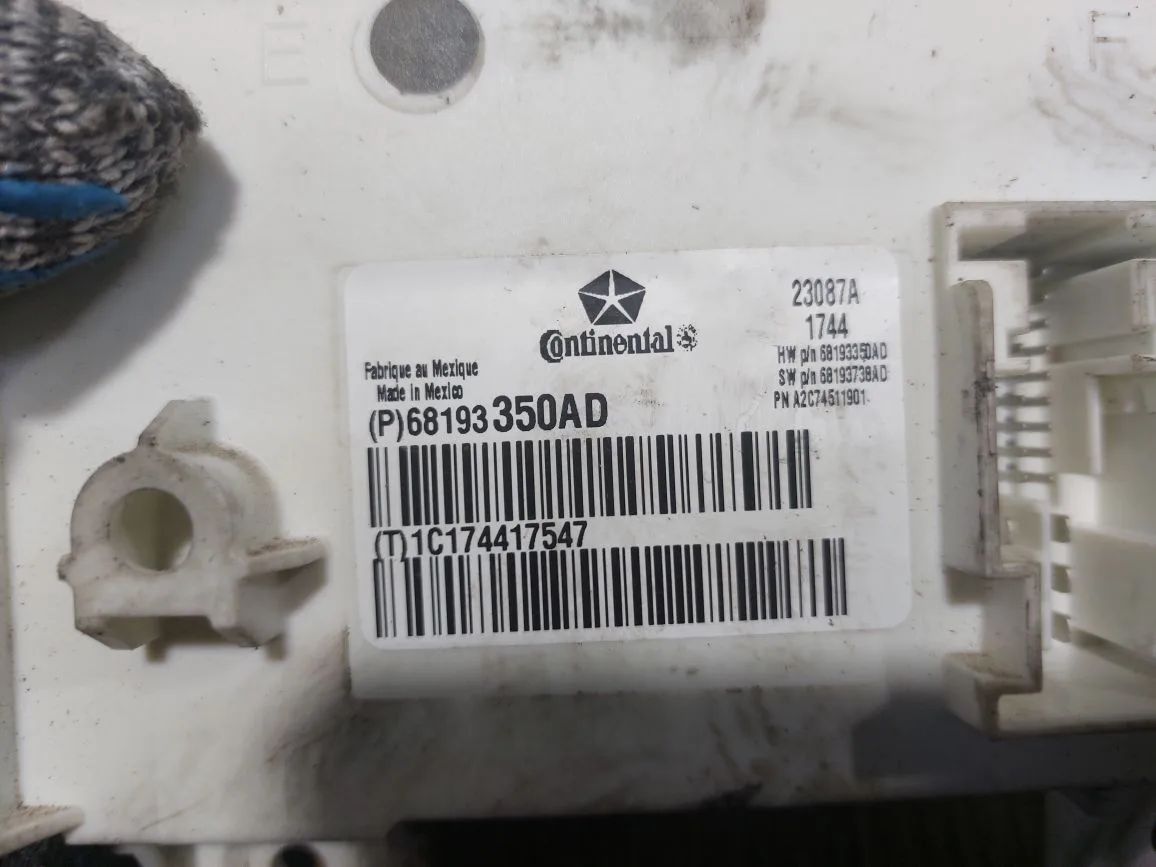 E
F
Continental
23087A
1744
HW p/n 68193350AD
SW p/n 68193738AD
PN A2C74511901
Fabrique au Mexique
Made in Mexico
(P)68193350AD
(T)1C174417547